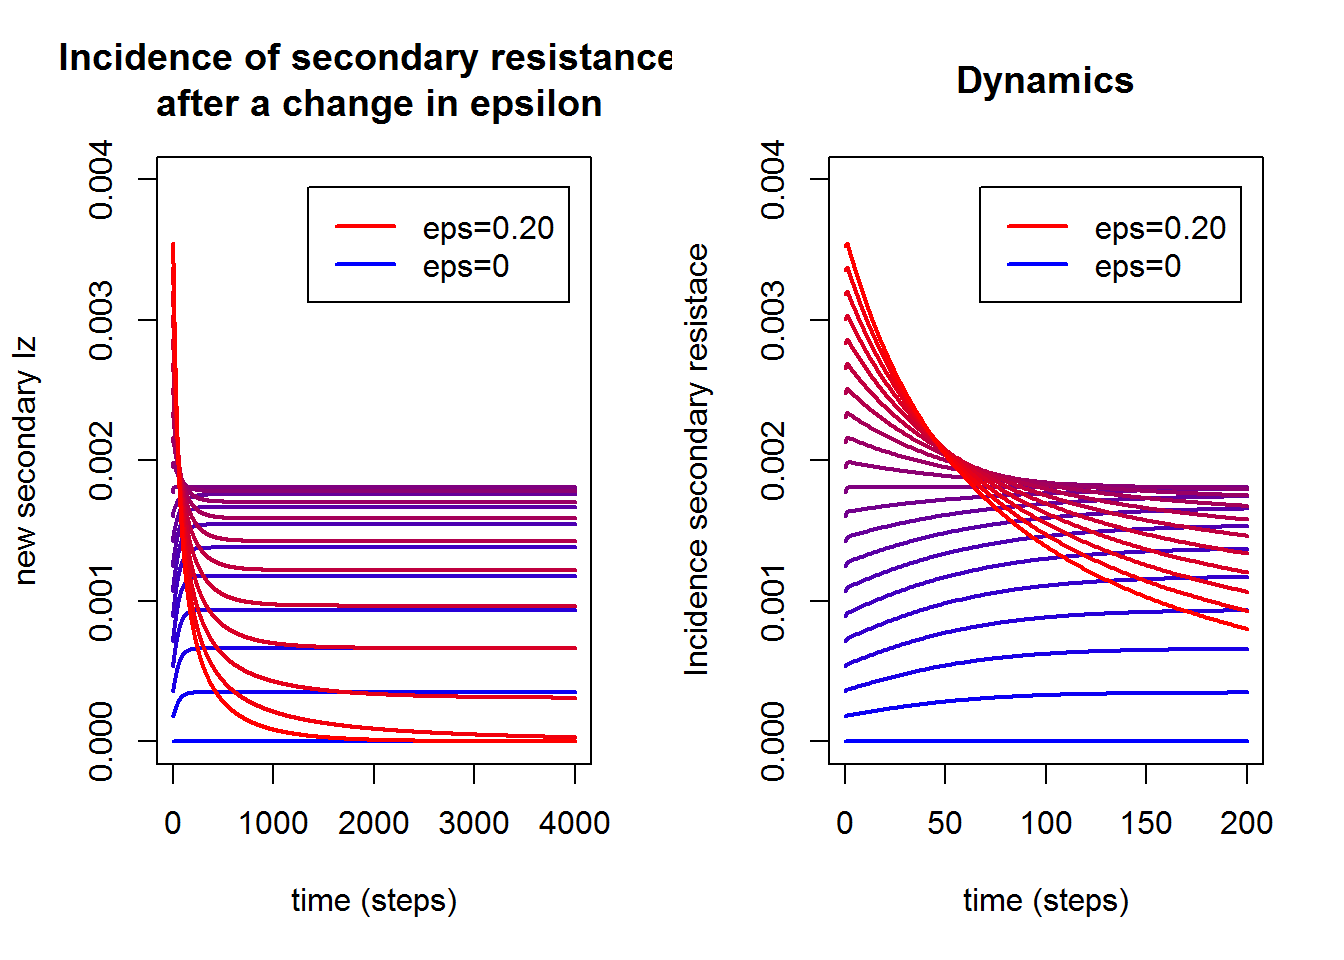 Incidence of secondary resistance
after a change in epsilon
new secondary Iz
0.000
0.001
0.002
0.003
0.004
eps=0.20
eps=0
0
1000
2000
3000
4000
time (steps)
Dynamics
Incidence secondary resistace
0.000
0.001
0.002
0.003
0.004
eps=0.20
eps=0
0
50
100
150
200
time (steps)